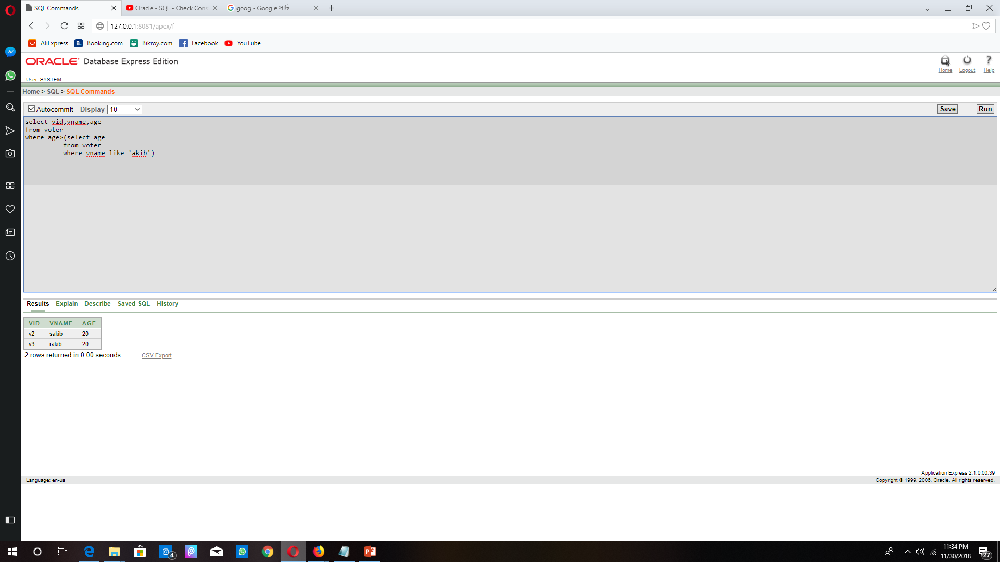 SQL Commands
Oracle - SQL - Check Cons
goog - Google সার্চ
127.0.0.1:8081/apex/f
AliExpress
B. Booking.com
Bikroy.com
Facebook
YouTube
ORACLE Database Express Edition
Home
Logout
? Help
User: SYSTEM
Home > SQL > SQL Commands
Autocommit Display 10
Save
Run
select vid,vname,age
from voter
where age>(select age
from voter
where vname like 'akib')
Results Explain Describe Saved SQL History
VID VNAME AGE
v2 sakib 20
v3 rakib 20
2 rows returned in 0.00 seconds CSV Export
Application Express 2.1.0.00.39
Language: en-us
Copyright © 1999, 2006, Oracle. All rights reserved.
4
11:34 PM
11/30/2018
27